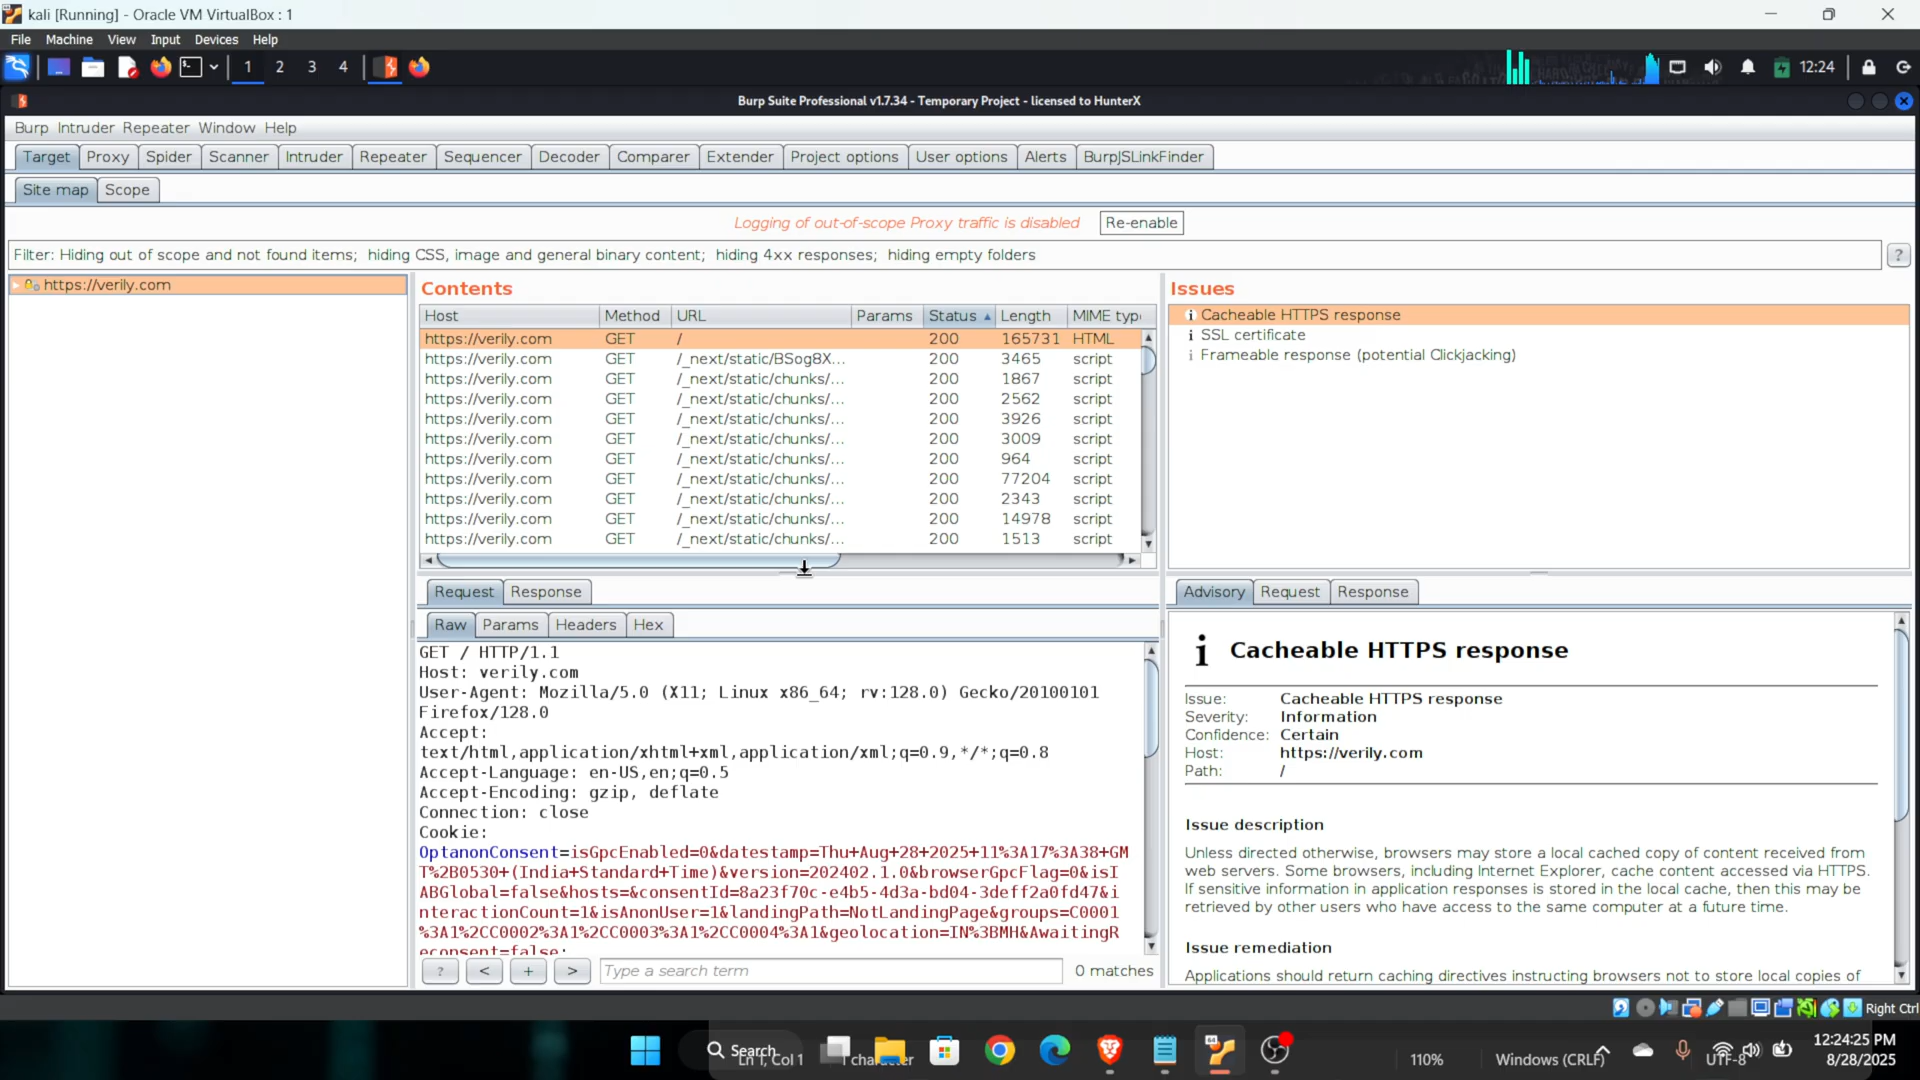 kali [Running] - Oracle VM VirtualBox : 1
File Machine View Input Devices Help
1 2 3 4
12:24
Burp Suite Professional v1.7.34 - Temporary Project - licensed to HunterX
Burp Intruder Repeater Window Help
Target Proxy Spider Scanner Intruder Repeater Sequencer Decoder Comparer Extender Project options User options Alerts BurpJSLinkFinder
Site map Scope
Logging of out-of-scope Proxy traffic is disabled Re-enable
Filter: Hiding out of scope and not found items; hiding CSS, image and general binary content; hiding 4xx responses; hiding empty folders ?
https://verily.com
Contents
Host Method URL Params Status Length MIME typ
https://verily.com GET / 200 165731 HTML
https://verily.com GET /_next/static/BSog8X... 200 3465 script
https://verily.com GET /_next/static/chunks/... 200 1867 script
https://verily.com GET /_next/static/chunks/... 200 2562 script
https://verily.com GET /_next/static/chunks/... 200 3926 script
https://verily.com GET /_next/static/chunks/... 200 3009 script
https://verily.com GET /_next/static/chunks/... 200 964 script
https://verily.com GET /_next/static/chunks/... 200 77204 script
https://verily.com GET /_next/static/chunks/... 200 2343 script
https://verily.com GET /_next/static/chunks/... 200 14978 script
https://verily.com GET /_next/static/chunks/... 200 1513 script
Issues
Cacheable HTTPS response
SSL certificate
Frameable response (potential Clickjacking)
Request Response
Raw Params Headers Hex
GET / HTTP/1.1
Host: verily.com
User-Agent: Mozilla/5.0 (X11; Linux x86_64; rv:128.0) Gecko/20100101
Firefox/128.0
Accept:
text/html,application/xhtml+xml,application/xml;q=0.9,*/*;q=0.8
Accept-Language: en-US,en;q=0.5
Accept-Encoding: gzip, deflate
Connection: close
Cookie:
OptanonConsent=isGpcEnabled=0&datestamp=Thu+Aug+28+2025+11%3A17%3A38+GM
T%2B0530+(India+Standard+Time)&version=202402.1.0&browserGpcFlag=0&isI
ABGlobal=false&hosts=&consentId=8a23f70c-e4b5-4d3a-bd04-3deff2a0fd47&i
nteractionCount=1&isAnonUser=1&landingPath=NotLandingPage&groups=C0001
%3A1%2CC0002%3A1%2CC0003%3A1%2CC0004%3A1&geolocation=IN%3BMH&AwaitingR
econsent=false;
? < + > Type a search term 0 matches
Advisory Request Response
i Cacheable HTTPS response
Issue: Cacheable HTTPS response
Severity: Information
Confidence: Certain
Host: https://verily.com
Path: /
Issue description
Unless directed otherwise, browsers may store a local cached copy of content received from
web servers. Some browsers, including Internet Explorer, cache content accessed via HTTPS.
If sensitive information in application responses is stored in the local cache, then this may be
retrieved by other users who have access to the same computer at a future time.
Issue remediation
Applications should return caching directives instructing browsers not to store local copies of
Right Ctrl
Search
Ln 1, Col 1 1 character 110% Windows (CRLF) UTF-8
12:24:25 PM
8/28/2025